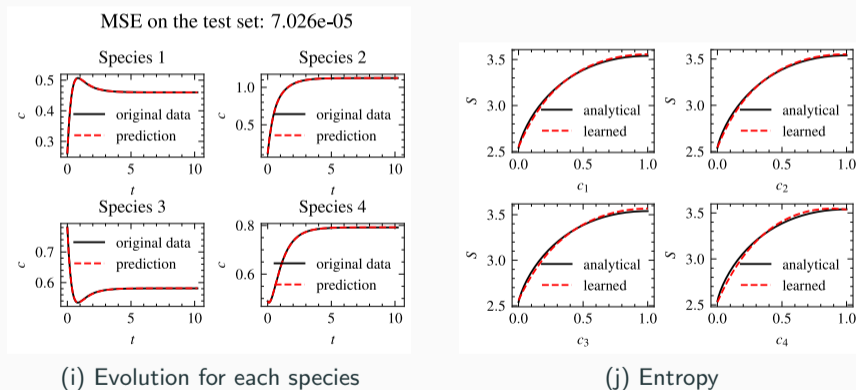 MSE on the test set: 7.026e-05
Species 1
0.5
0.4
0.3
c
original data
prediction
0
5
10
t
Species 2
1.0
0.5
c
original data
prediction
0
5
10
t
Species 3
0.7
0.6
c
original data
prediction
0
5
10
t
Species 4
0.8
0.6
c
original data
prediction
0
5
10
t
(i) Evolution for each species
3.5
3.0
2.5
S
analytical
learned
0.0
0.5
1.0
c₁
3.5
3.0
2.5
S
analytical
learned
0.0
0.5
1.0
c₂
3.5
3.0
2.5
S
analytical
learned
0.0
0.5
1.0
c₃
3.5
3.0
2.5
S
analytical
learned
0.0
0.5
1.0
c₄
(j) Entropy